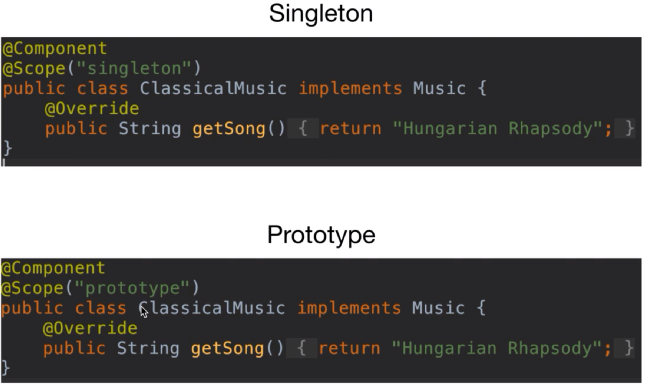 Singleton
@Component
@Scope("singleton")
public class ClassicalMusic implements Music {
    @Override
    public String getSong() { return "Hungarian Rhapsody"; }
}
Prototype
@Component
@Scope("prototype")
public class ClassicalMusic implements Music {
    @Override
    public String getSong() { return "Hungarian Rhapsody"; }
}